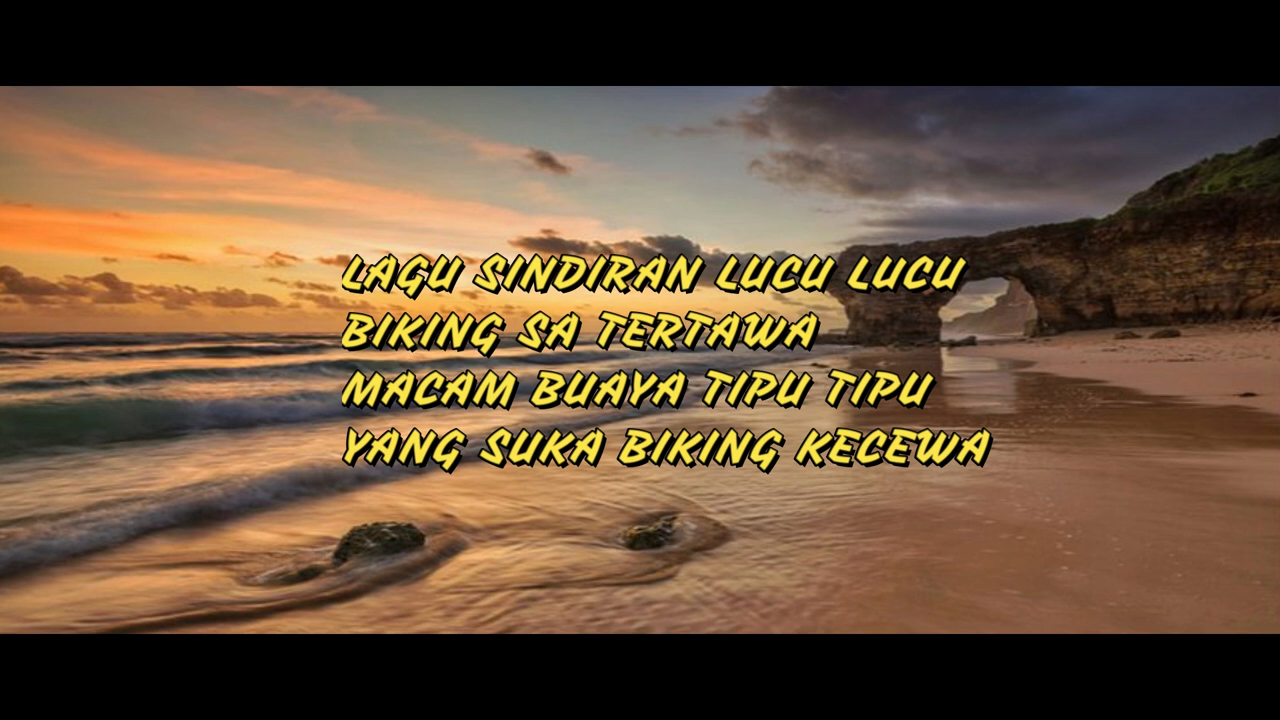 LAGU SINDIRAN LUCU LUCU
BIKING SA TERTAWA
MACAM BUAYA TIPU TIPU
YANG SUKA BIKING KECEWA